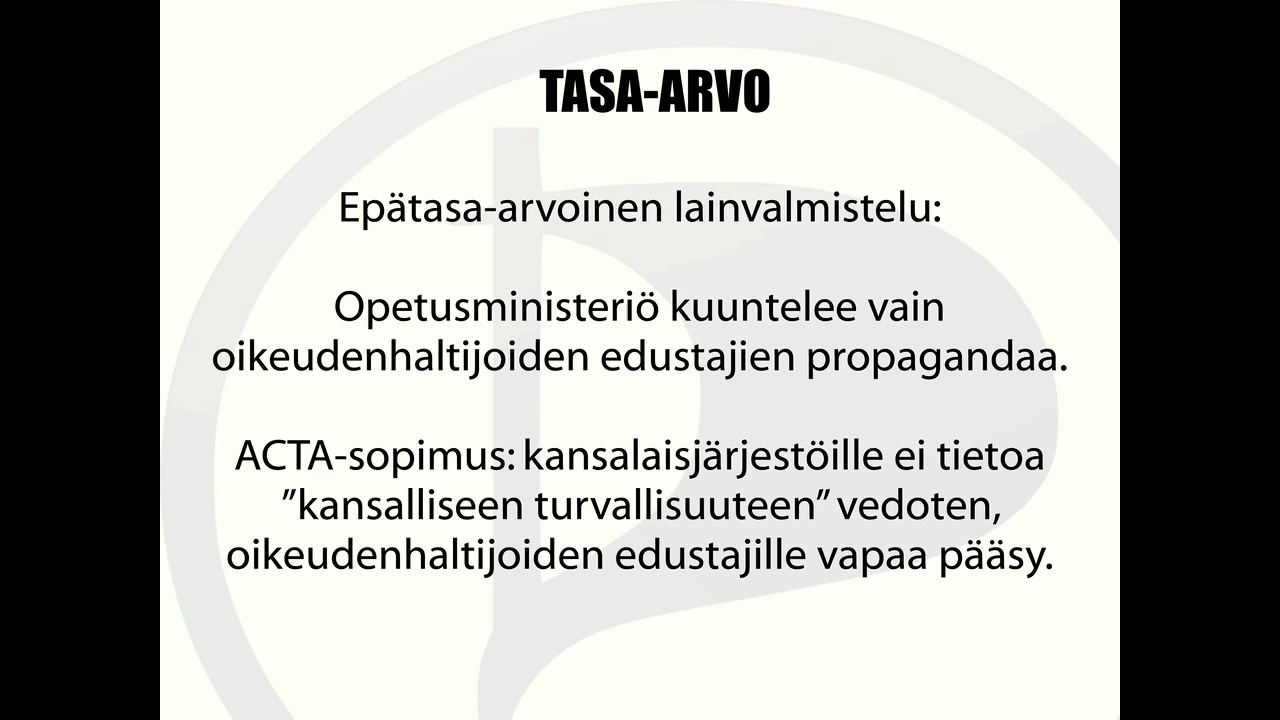 TASA-ARVO
Epätasa-arvoinen lainvalmistelu:
Opetusministeriö kuuntelee vain
oikeudenhaltijoiden edustajien propagandaa.
ACTA-sopimus: kansalaisjärjestöille ei tietoa
”kansalliseen turvallisuuteen” vedoten,
oikeudenhaltijoiden edustajille vapaa pääsy.